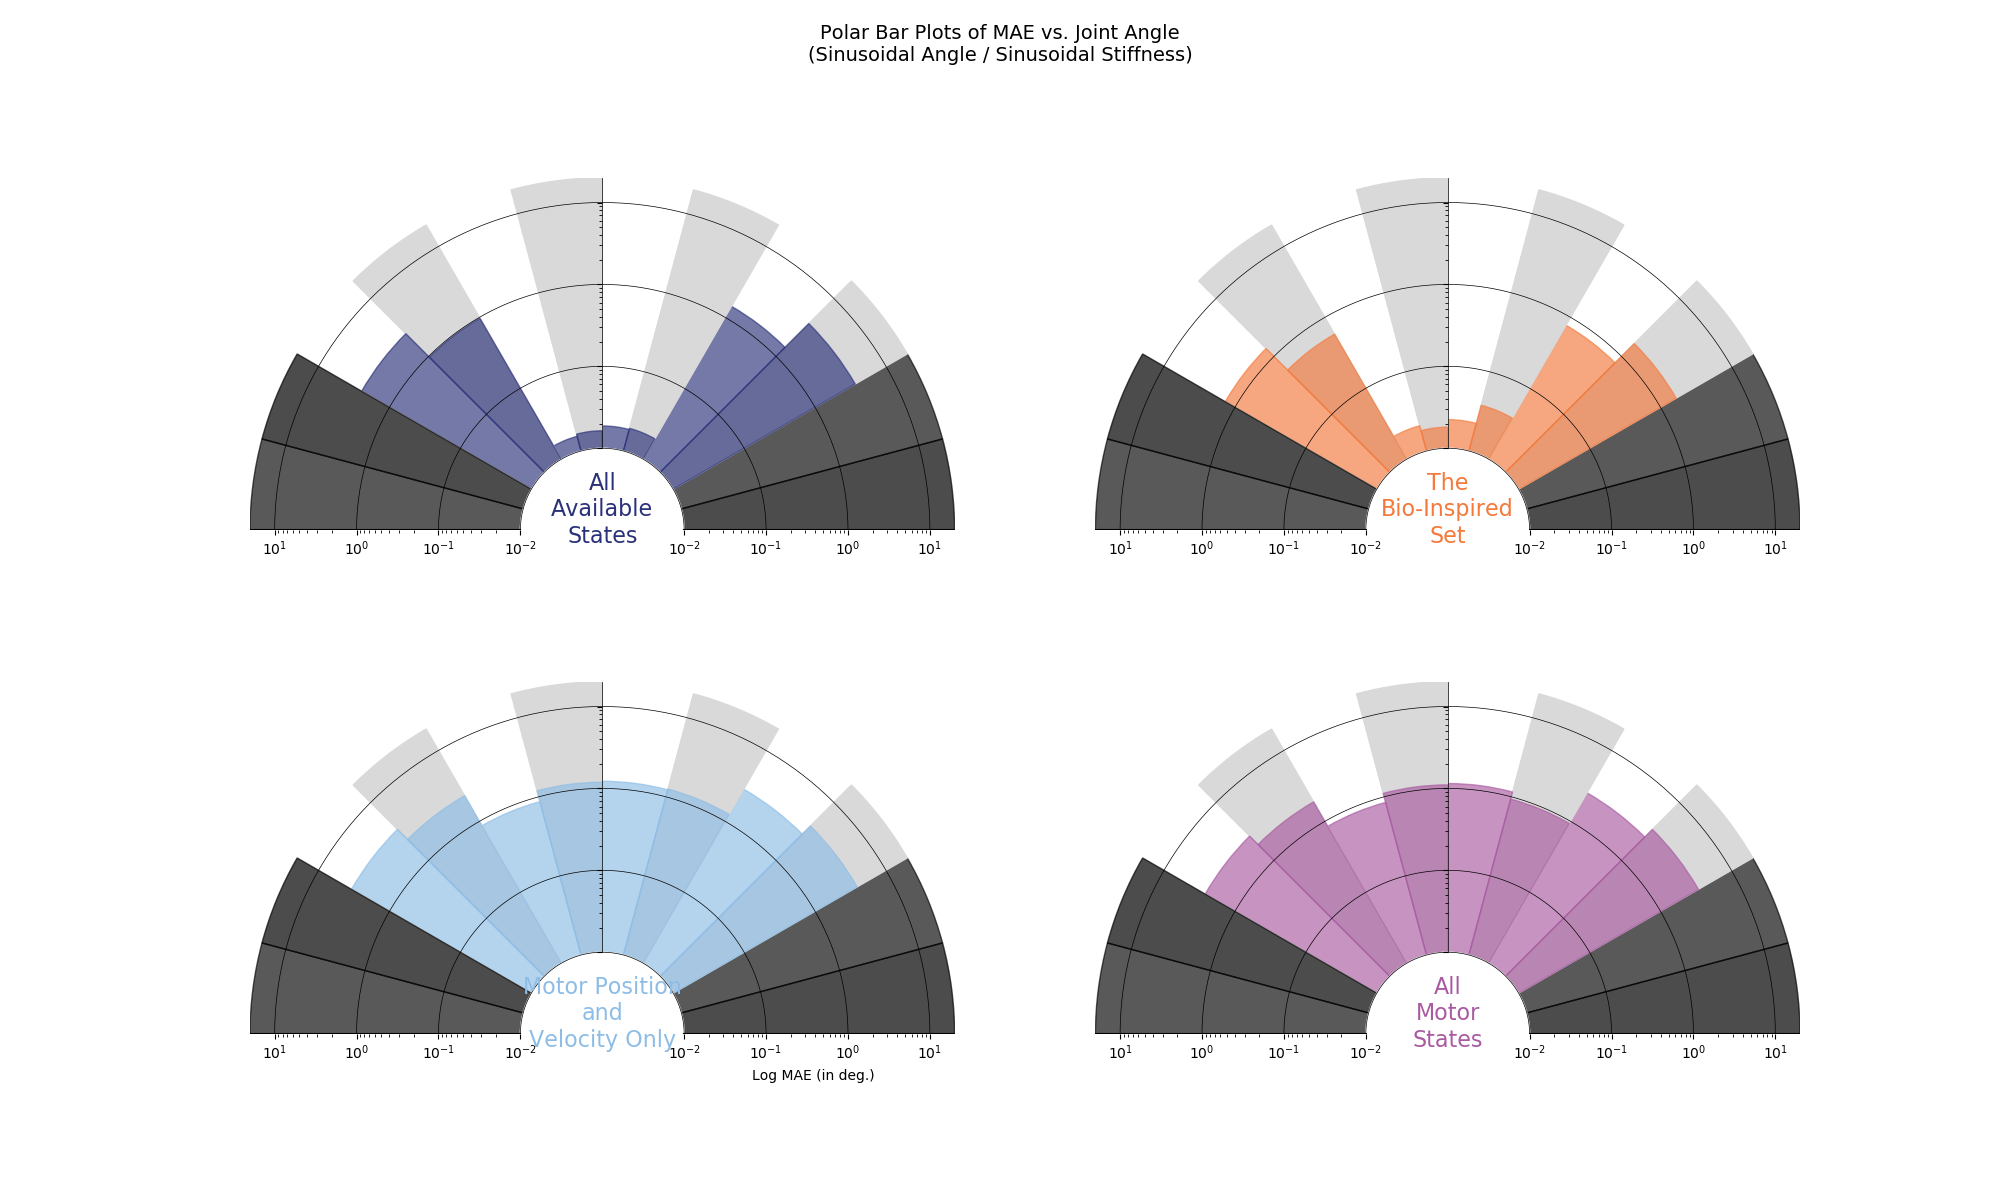 Polar Bar Plots of MAE vs. Joint Angle
(Sinusoidal Angle / Sinusoidal Stiffness)
All
Available
States
10¹ 10⁰ 10⁻¹ 10⁻² 10⁻² 10⁻¹ 10⁰ 10¹
The
Bio-Inspired
Set
10¹ 10⁰ 10⁻¹ 10⁻² 10⁻² 10⁻¹ 10⁰ 10¹
Motor Position
and
Velocity Only
10¹ 10⁰ 10⁻¹ 10⁻² 10⁻² 10⁻¹ 10⁰ 10¹
Log MAE (in deg.)
All
Motor
States
10¹ 10⁰ 10⁻¹ 10⁻² 10⁻² 10⁻¹ 10⁰ 10¹